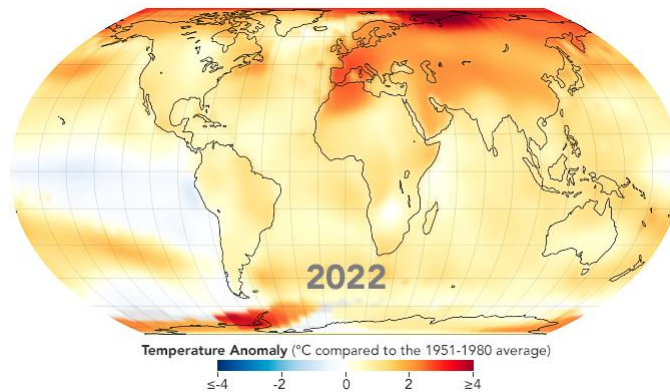 2022
Temperature Anomaly (°C compared to the 1951-1980 average)
≤-4 -2 0 2 ≥4